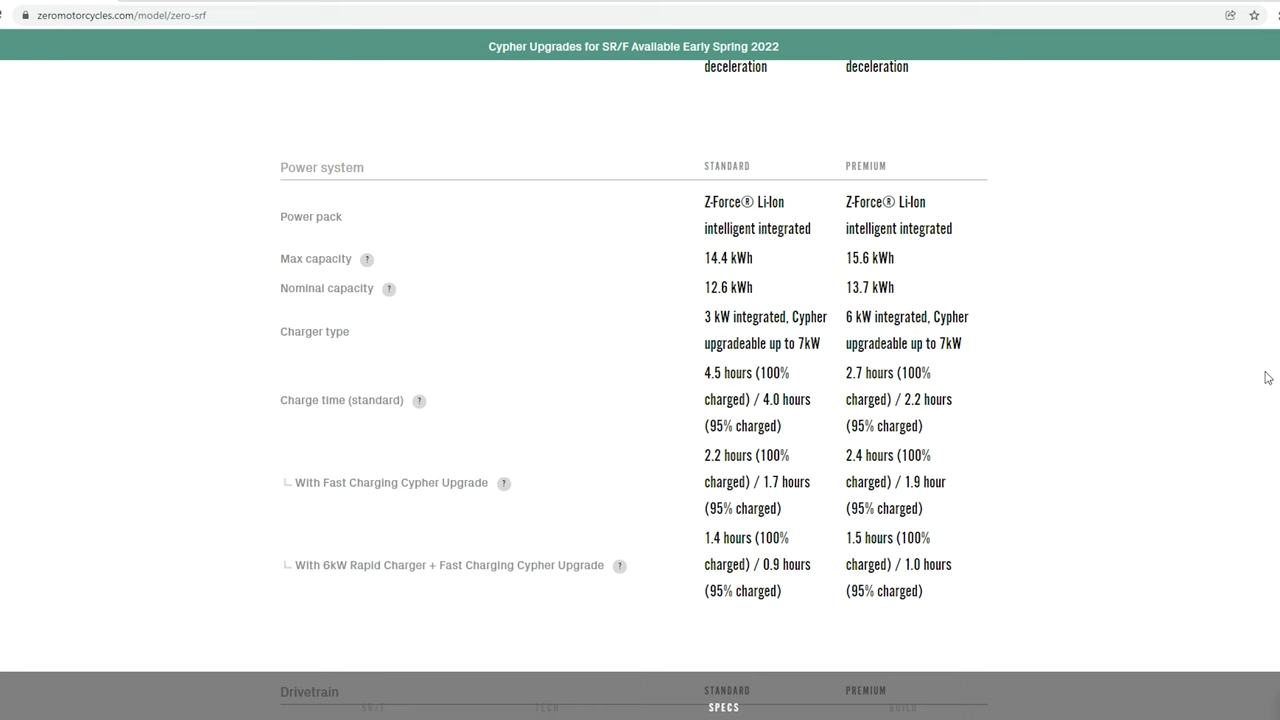 zeromotorcycles.com/model/zero-srf
Cypher Upgrades for SR/F Available Early Spring 2022
deceleration deceleration
Power system STANDARD PREMIUM
Power pack
Z-Force® Li-Ion Z-Force® Li-Ion
intelligent integrated intelligent integrated
Max capacity ? 14.4 kWh 15.6 kWh
Nominal capacity ? 12.6 kWh 13.7 kWh
Charger type
3 kW integrated, Cypher 6 kW integrated, Cypher
upgradeable up to 7kW upgradeable up to 7kW
Charge time (standard) ?
4.5 hours (100% 2.7 hours (100%
charged) / 4.0 hours charged) / 2.2 hours
(95% charged) (95% charged)
With Fast Charging Cypher Upgrade ?
2.2 hours (100% 2.4 hours (100%
charged) / 1.7 hours charged) / 1.9 hour
(95% charged) (95% charged)
With 6kW Rapid Charger + Fast Charging Cypher Upgrade ?
1.4 hours (100% 1.5 hours (100%
charged) / 0.9 hours charged) / 1.0 hours
(95% charged) (95% charged)
Drivetrain STANDARD PREMIUM
SR/F TECH SPECS BUILD